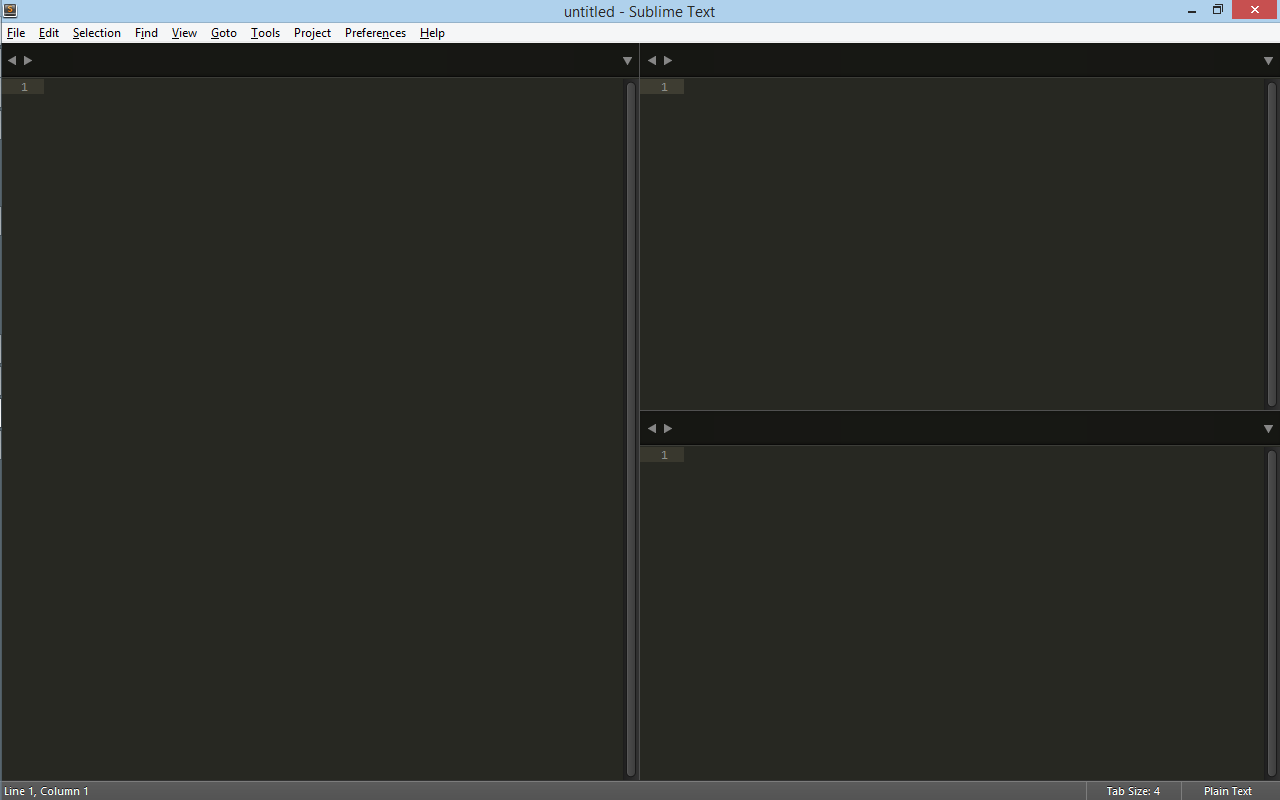 untitled - Sublime Text
File Edit Selection Find View Goto Tools Project Preferences Help
1
1
1
Line 1, Column 1
Tab Size: 4
Plain Text